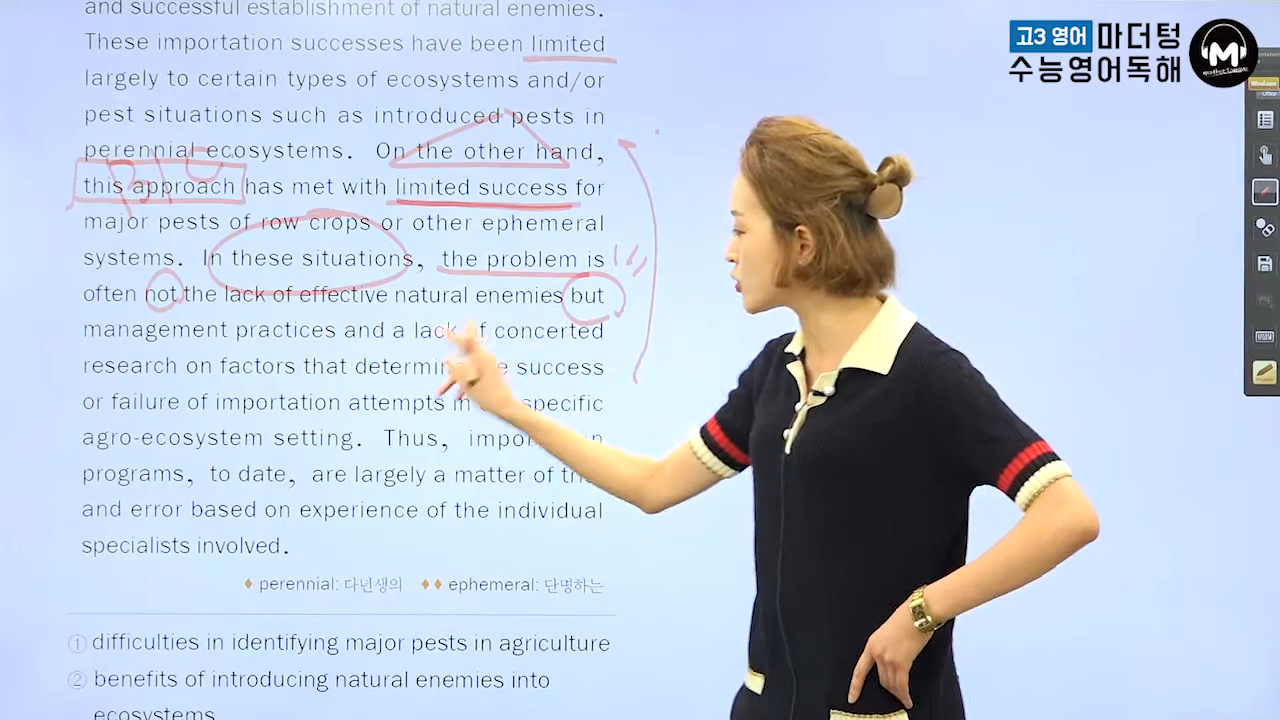 and successful establishment of natural enemies.
These importation successes have been limited
largely to certain types of ecosystems and/or
pest situations such as introduced pests in
perennial ecosystems. On the other hand,
this approach has met with limited success for
major pests of row crops or other ephemeral
systems. In these situations, the problem is
often not the lack of effective natural enemies but
management practices and a lack of concerted
research on factors that success
or failure of importation attempts specific
agro-ecosystem setting. Thus,
programs, to date, are largely a matter of
and error based on experience of the individual
specialists involved.
♦ perennial: 다년생의 ♦♦ ephemeral: 단명하는
① difficulties in identifying major pests in agriculture
② benefits of introducing natural enemies into
ecosystems
고3 영어 마더텅
수능영어독해
M